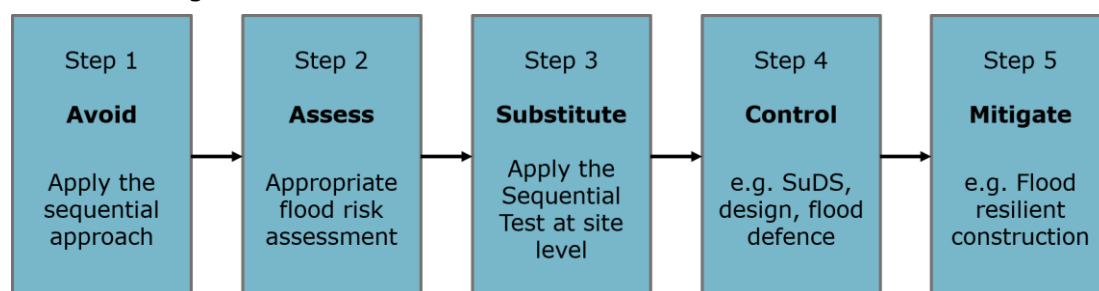 Step 1
Avoid
Apply the
sequential
approach
Step 2
Assess
Appropriate
flood risk
assessment
Step 3
Substitute
Apply the
Sequential
Test at site
level
Step 4
Control
e.g. SuDS,
design, flood
defence
Step 5
Mitigate
e.g. Flood
resilient
construction